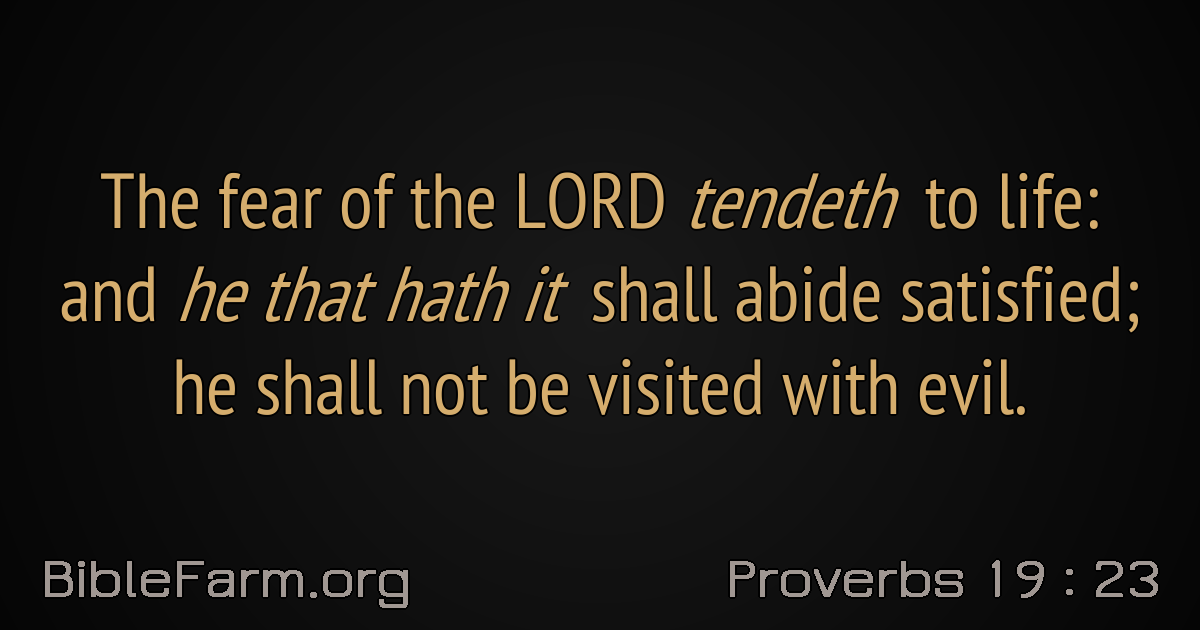 The fear of the LORD tendeth to life:
and he that hath it shall abide satisfied;
he shall not be visited with evil.
BibleFarm.org
Proverbs 19 : 23